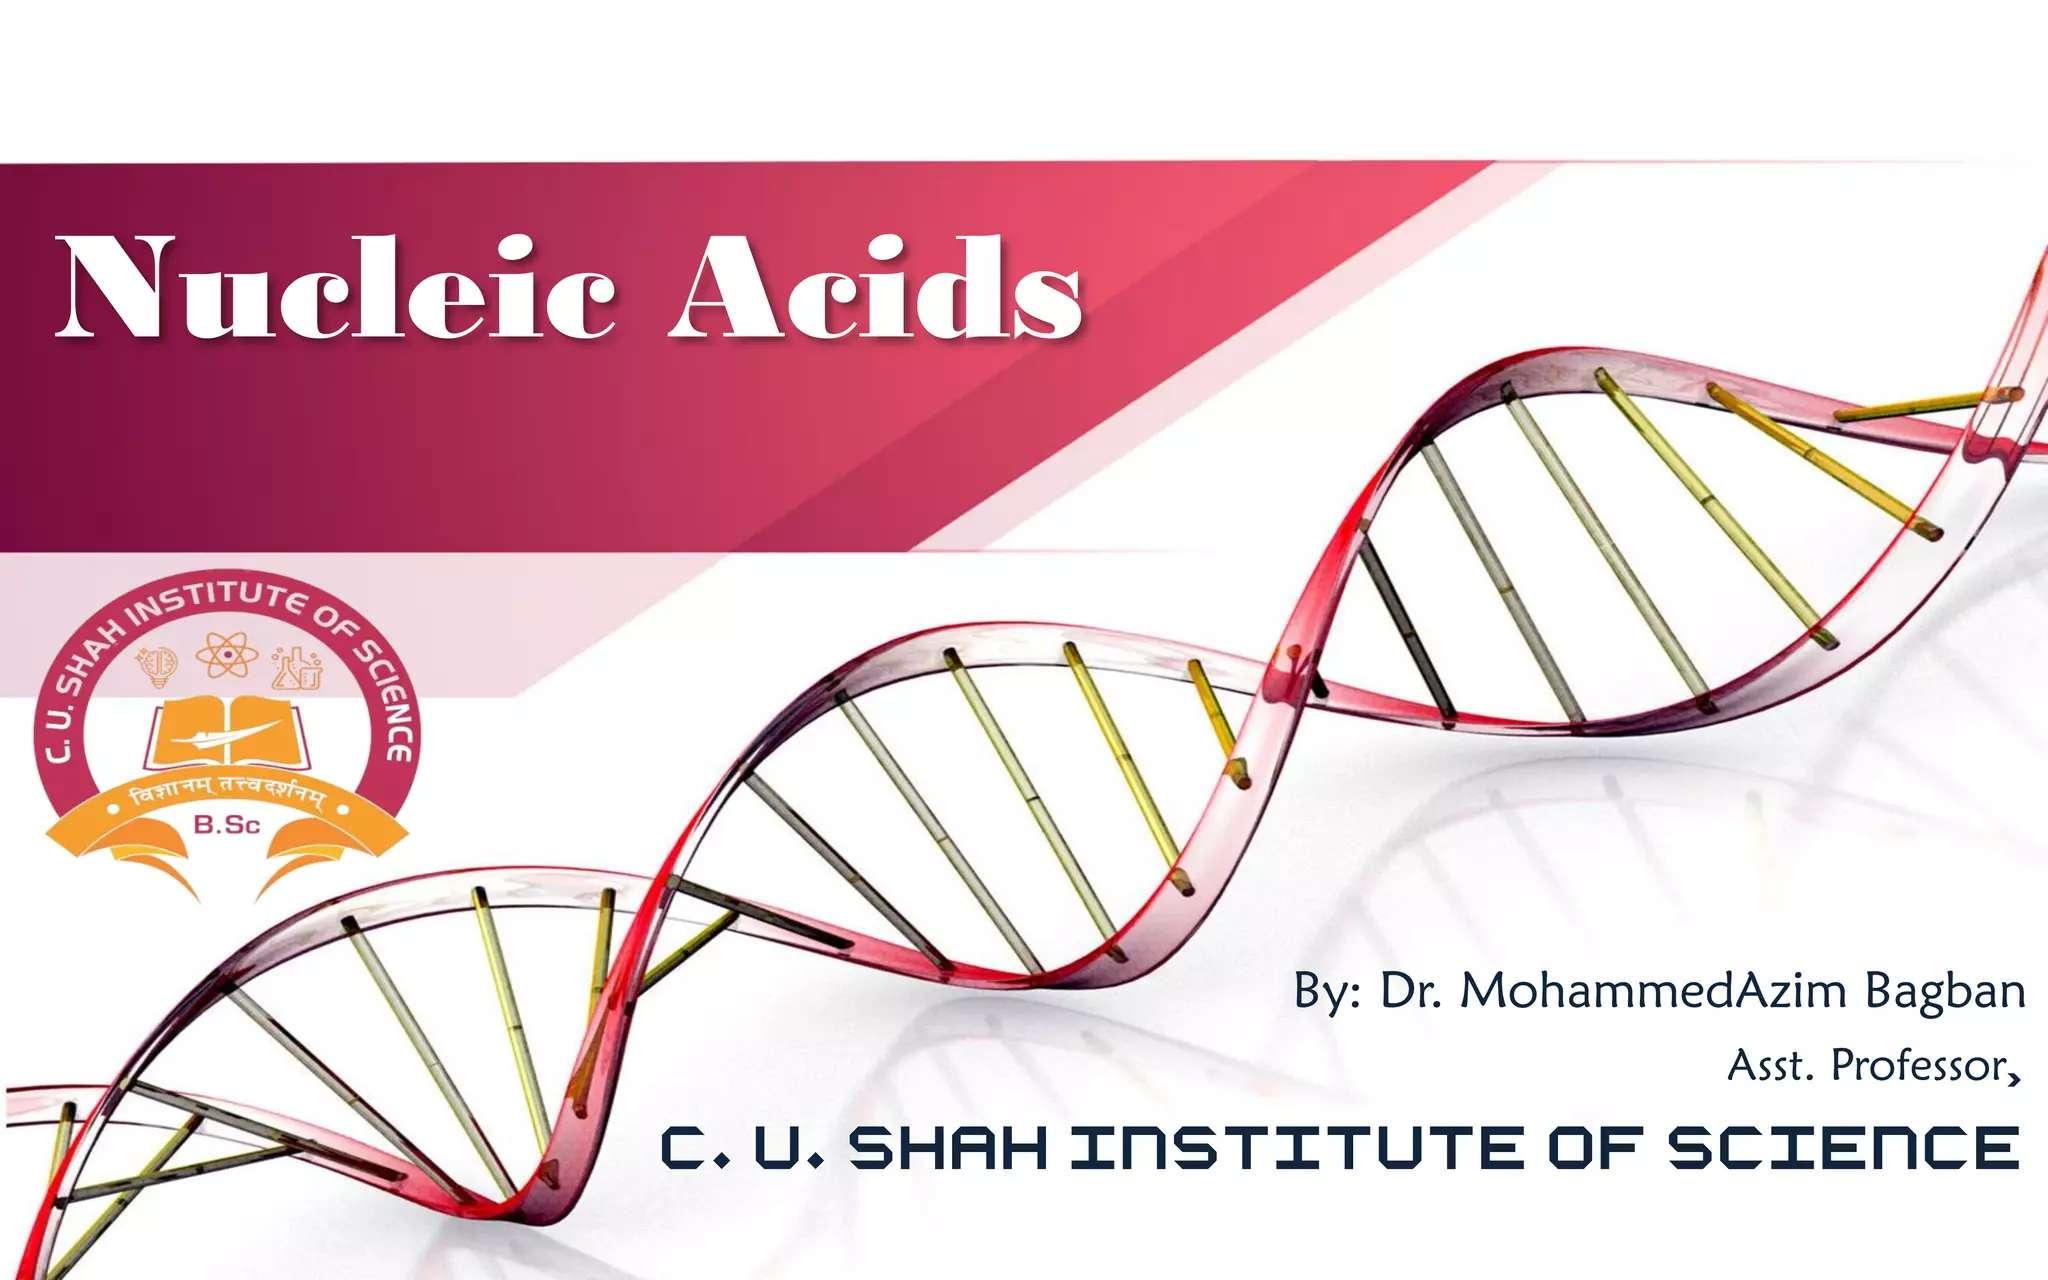 Nucleic Acids
C. U. SHAH INSTITUTE OF SCIENCE
विज्ञानम् तत्त्वदर्शनम्
B.Sc
By: Dr. MohammedAzim Bagban
Asst. Professor,
C. U. SHAH INSTITUTE OF SCIENCE